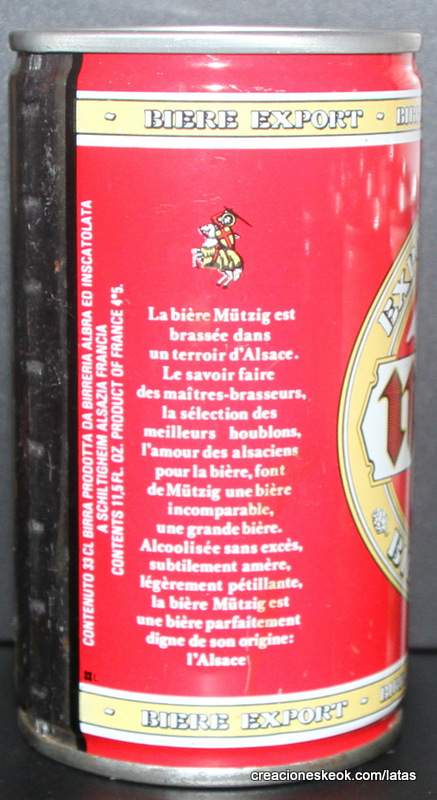 - BIERE EXPORT -
CONTENUTO 33 CL BIRRA PRODOTTA DA BIRRERIA ALBRA ED INSCATOLATA
A SCHILTIGHEIM ALSAZIA FRANCIA
CONTENTS 11,5 FL. OZ. PRODUCT OF FRANCE 4°5.
La bière Mützig est
brassée dans
un terroir d'Alsace.
Le savoir faire
des maîtres-brasseurs,
la sélection des
meilleurs houblons,
l'amour des alsaciens
pour la bière, font
de Mützig une bière
incomparable,
une grande bière.
Alcoolisée sans excès,
subtilement amère,
légèrement pétillante,
la bière Mützig est
une bière parfaitement
digne de son origine:
l'Alsace
- BIERE EXPORT -
creacioneskeok.com/latas